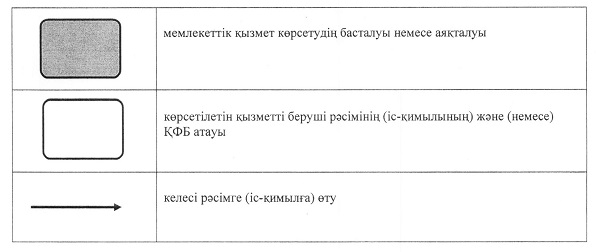 мемлекеттік қызмет көрсетудің басталуы немесе аяқталуы
көрсетілетін қызметті беруші рәсімінің (іс-қимылының) және (немесе)
ҚФБ атауы
келесі рәсімге (іс-қимылға) өту